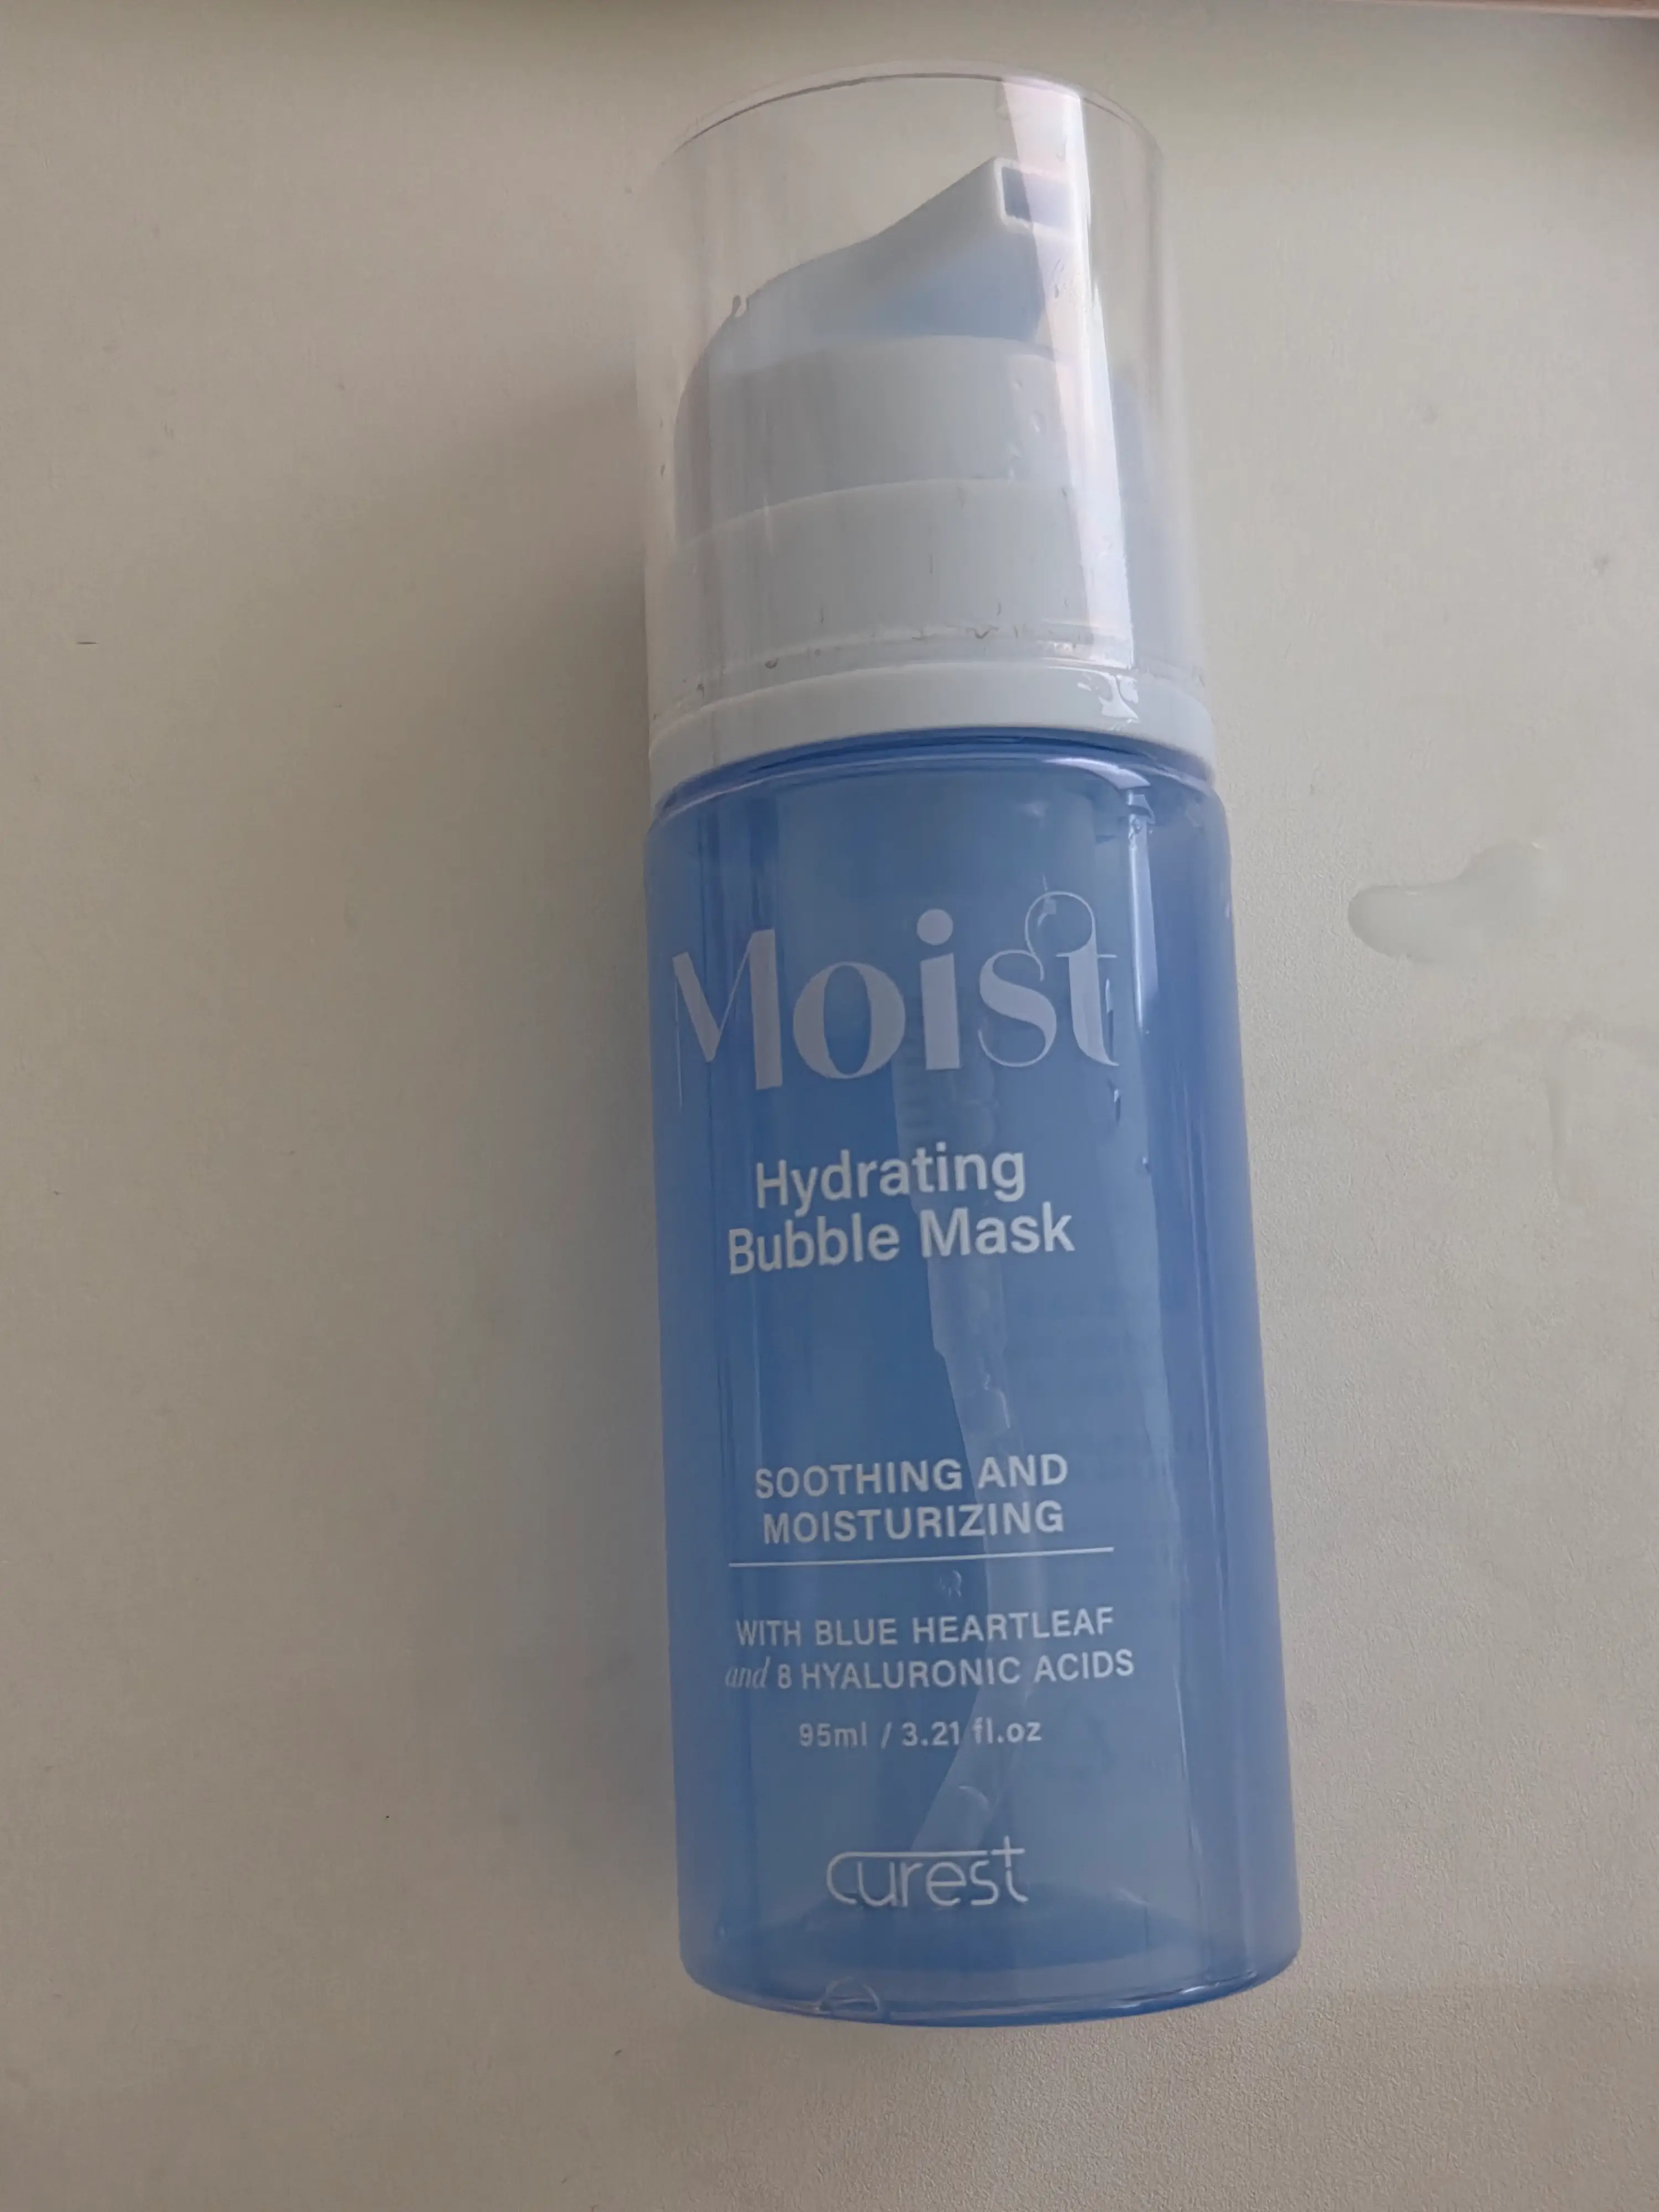 Moist
Hydrating
Bubble Mask
SOOTHING AND
MOISTURIZING
WITH BLUE HEARTLEAF
and 8 HYALURONIC ACIDS
95ml / 3.21 fl.oz
curest